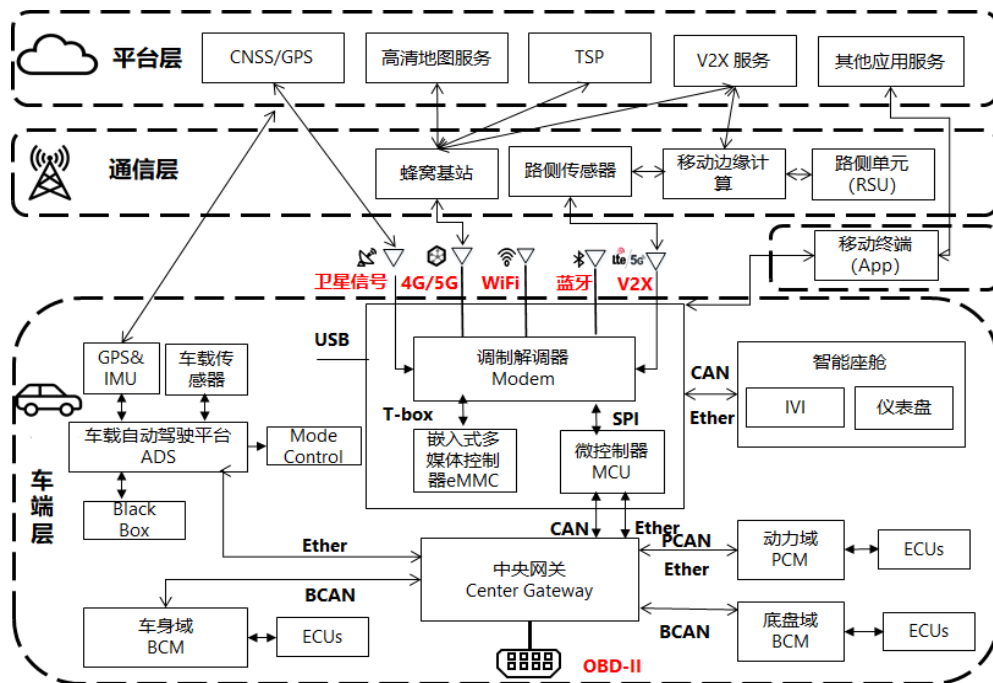 平台层
CNSS/GPS
高清地图服务
TSP
V2X 服务
其他应用服务
通信层
蜂窝基站
路侧传感器
移动边缘计
算
路侧单元
(RSU)
移动终端
(App)
卫星信号
4G/5G
WiFi
蓝牙
lte/5G
V2X
USB
GPS&
IMU
车载传
感器
调制解调器
Modem
智能座舱
IVI
仪表盘
CAN
Ether
T-box
SPI
车载自动驾驶平台
ADS
Mode
Control
嵌入式多
媒体控制
器eMMC
微控制器
MCU
车端层
Black
Box
CAN
Ether
Ether
PCAN
Ether
中央网关
Center Gateway
动力域
PCM
ECUs
BCAN
车身域
BCM
ECUs
BCAN
底盘域
BCM
ECUs
OBD-II